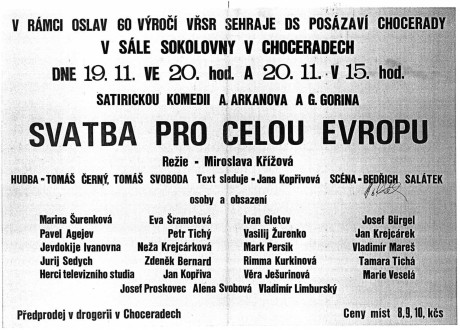 V RÁMCI OSLAV 60 VÝROČÍ VŘSR SEHRAJE DS POSÁZAVÍ CHOCERADY
V SÁLE SOKOLOVNY V CHOCERADECH
DNE 19.11. VE 20. hod. A 20.11. V 15. hod.
SATIRICKOU KOMEDII A. ARKANOVA A G. GORINA
SVATBA PRO CELOU EVROPU
Režie - Miroslava Křížová
HUDBA - TOMÁŠ ČERNÝ, TOMÁŠ SVOBODA Text sleduje - Jana Kopřivová SCÉNA - BEDŘICH SALÁTEK
osoby a obsazení
Marina Šurenková Eva Šramotová Ivan Glotov Josef Bürgel
Pavel Agejev Petr Tichý Vasilij Žurenko Jan Krejcárek
Jevdokije Ivanovna Neža Krejcárková Mark Persik Vladimír Mareš
Jurij Sedych Zdeněk Bernard Rimma Kurkinová Tamara Tichá
Herci televizního studia Jan Kopřiva Věra Ješurinová Marie Veselá
Josef Proskovec Alena Svobová Vladimír Limburský
Předprodej v drogerii v Choceradech Ceny míst 8,9,10, kčs